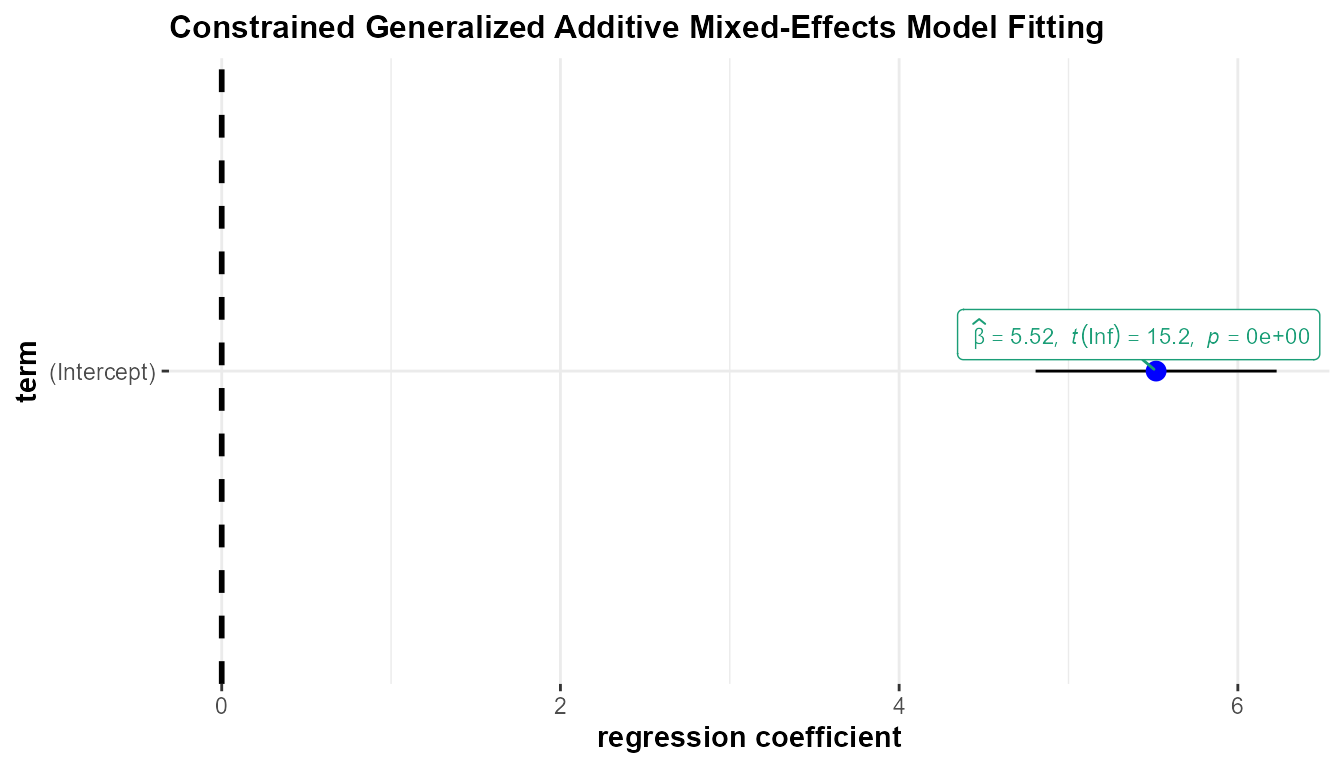 Constrained Generalized Additive Mixed-Effects Model Fitting
term
(Intercept)
β̂ = 5.52, t(Inf) = 15.2, p = 0e+00
0 2 4 6
regression coefficient